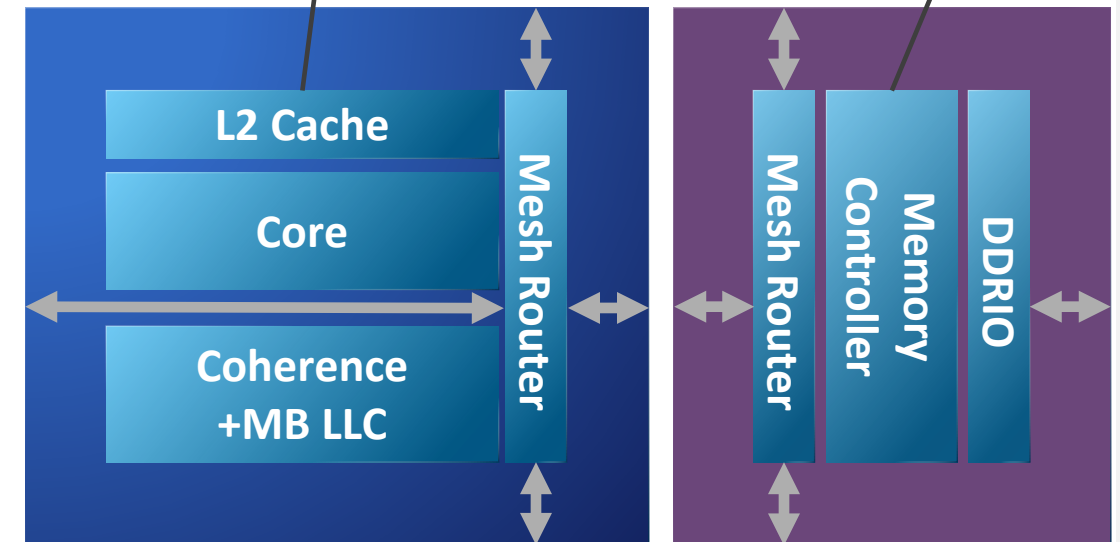 L2 Cache
Core
Coherence
+MB LLC
Mesh Router
Mesh Router
Memory
Controller
DDRIO